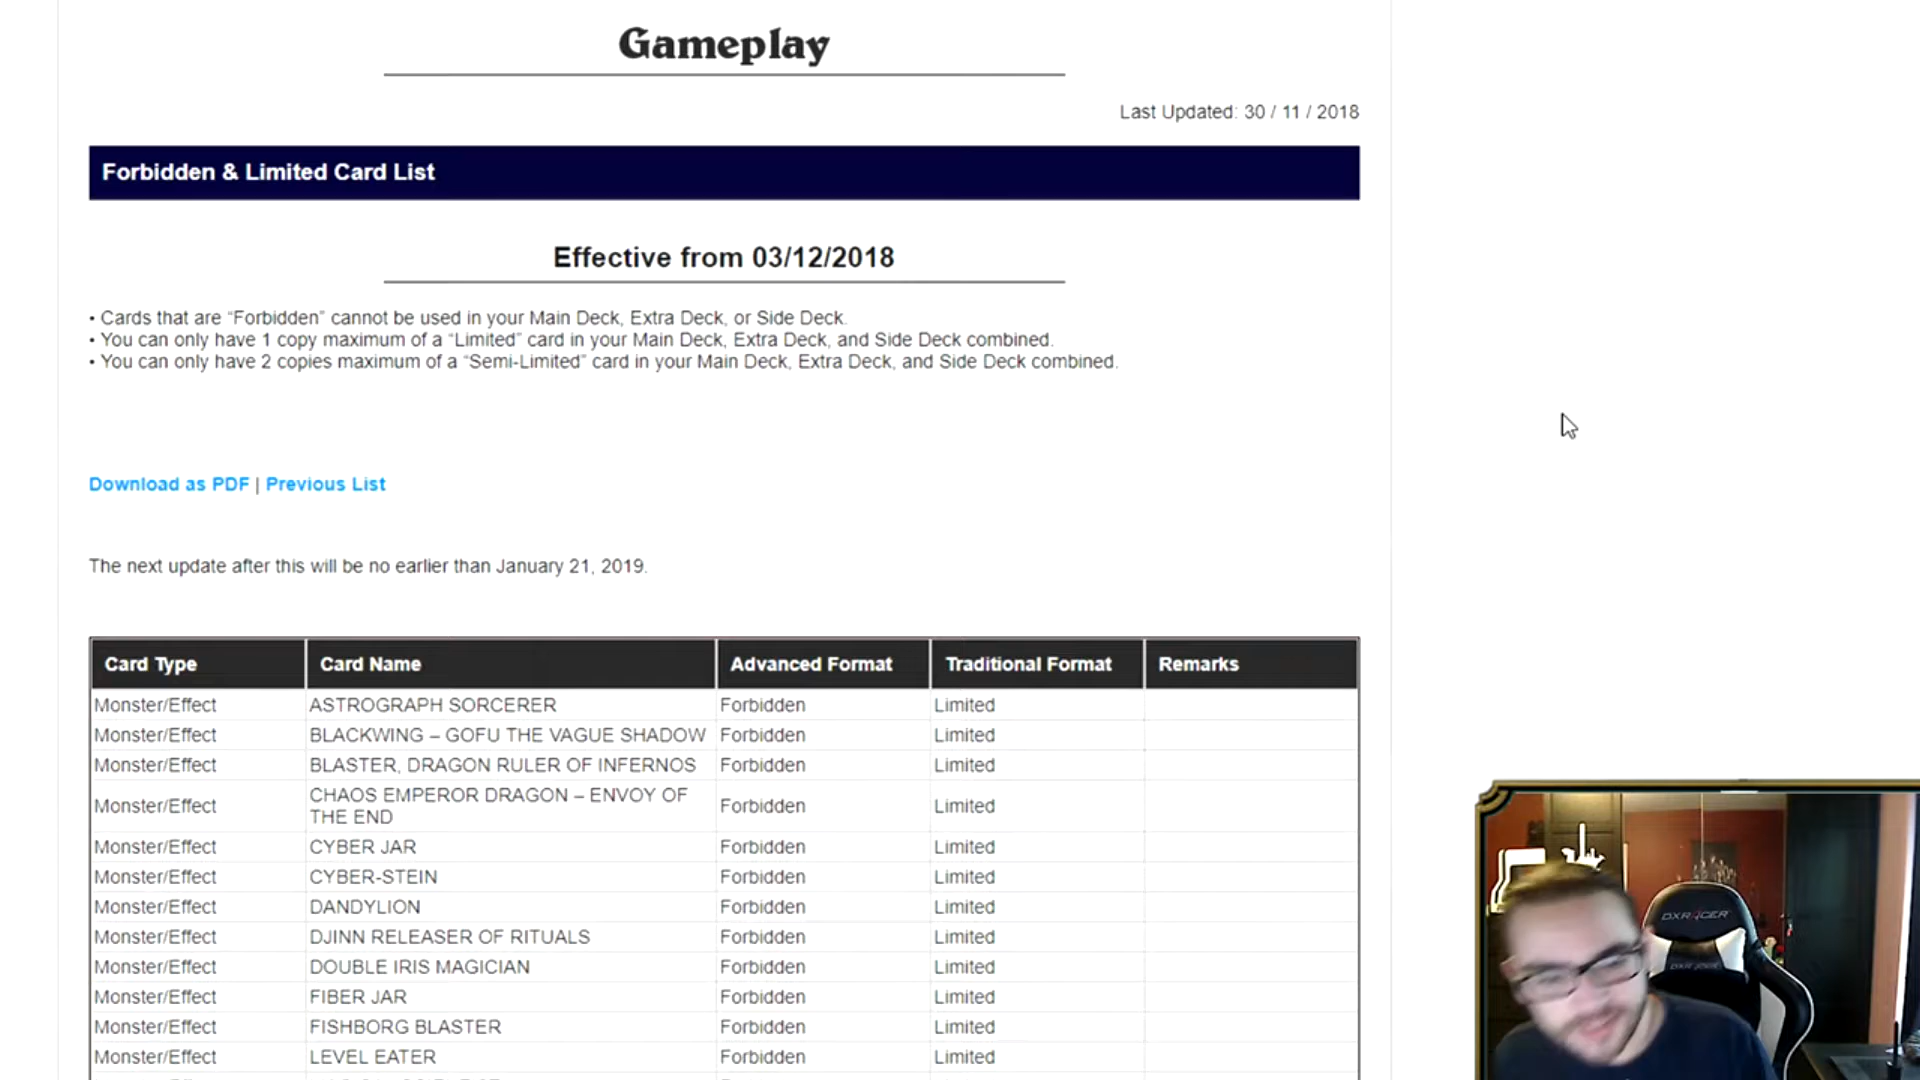 Gameplay
Last Updated: 30 / 11 / 2018
Forbidden & Limited Card List
Effective from 03/12/2018
• Cards that are “Forbidden” cannot be used in your Main Deck, Extra Deck, or Side Deck.
• You can only have 1 copy maximum of a “Limited” card in your Main Deck, Extra Deck, and Side Deck combined.
• You can only have 2 copies maximum of a “Semi-Limited” card in your Main Deck, Extra Deck, and Side Deck combined.
Download as PDF | Previous List
The next update after this will be no earlier than January 21, 2019.
Card Type Card Name Advanced Format Traditional Format Remarks
Monster/Effect ASTROGRAPH SORCERER Forbidden Limited
Monster/Effect BLACKWING – GOFU THE VAGUE SHADOW Forbidden Limited
Monster/Effect BLASTER, DRAGON RULER OF INFERNOS Forbidden Limited
Monster/Effect CHAOS EMPEROR DRAGON – ENVOY OF Forbidden Limited
THE END
Monster/Effect CYBER JAR Forbidden Limited
Monster/Effect CYBER-STEIN Forbidden Limited
Monster/Effect DANDYLION Forbidden Limited
Monster/Effect DJINN RELEASER OF RITUALS Forbidden Limited
Monster/Effect DOUBLE IRIS MAGICIAN Forbidden Limited
Monster/Effect FIBER JAR Forbidden Limited
Monster/Effect FISHBORG BLASTER Forbidden Limited
Monster/Effect LEVEL EATER Forbidden Limited
DXRACER